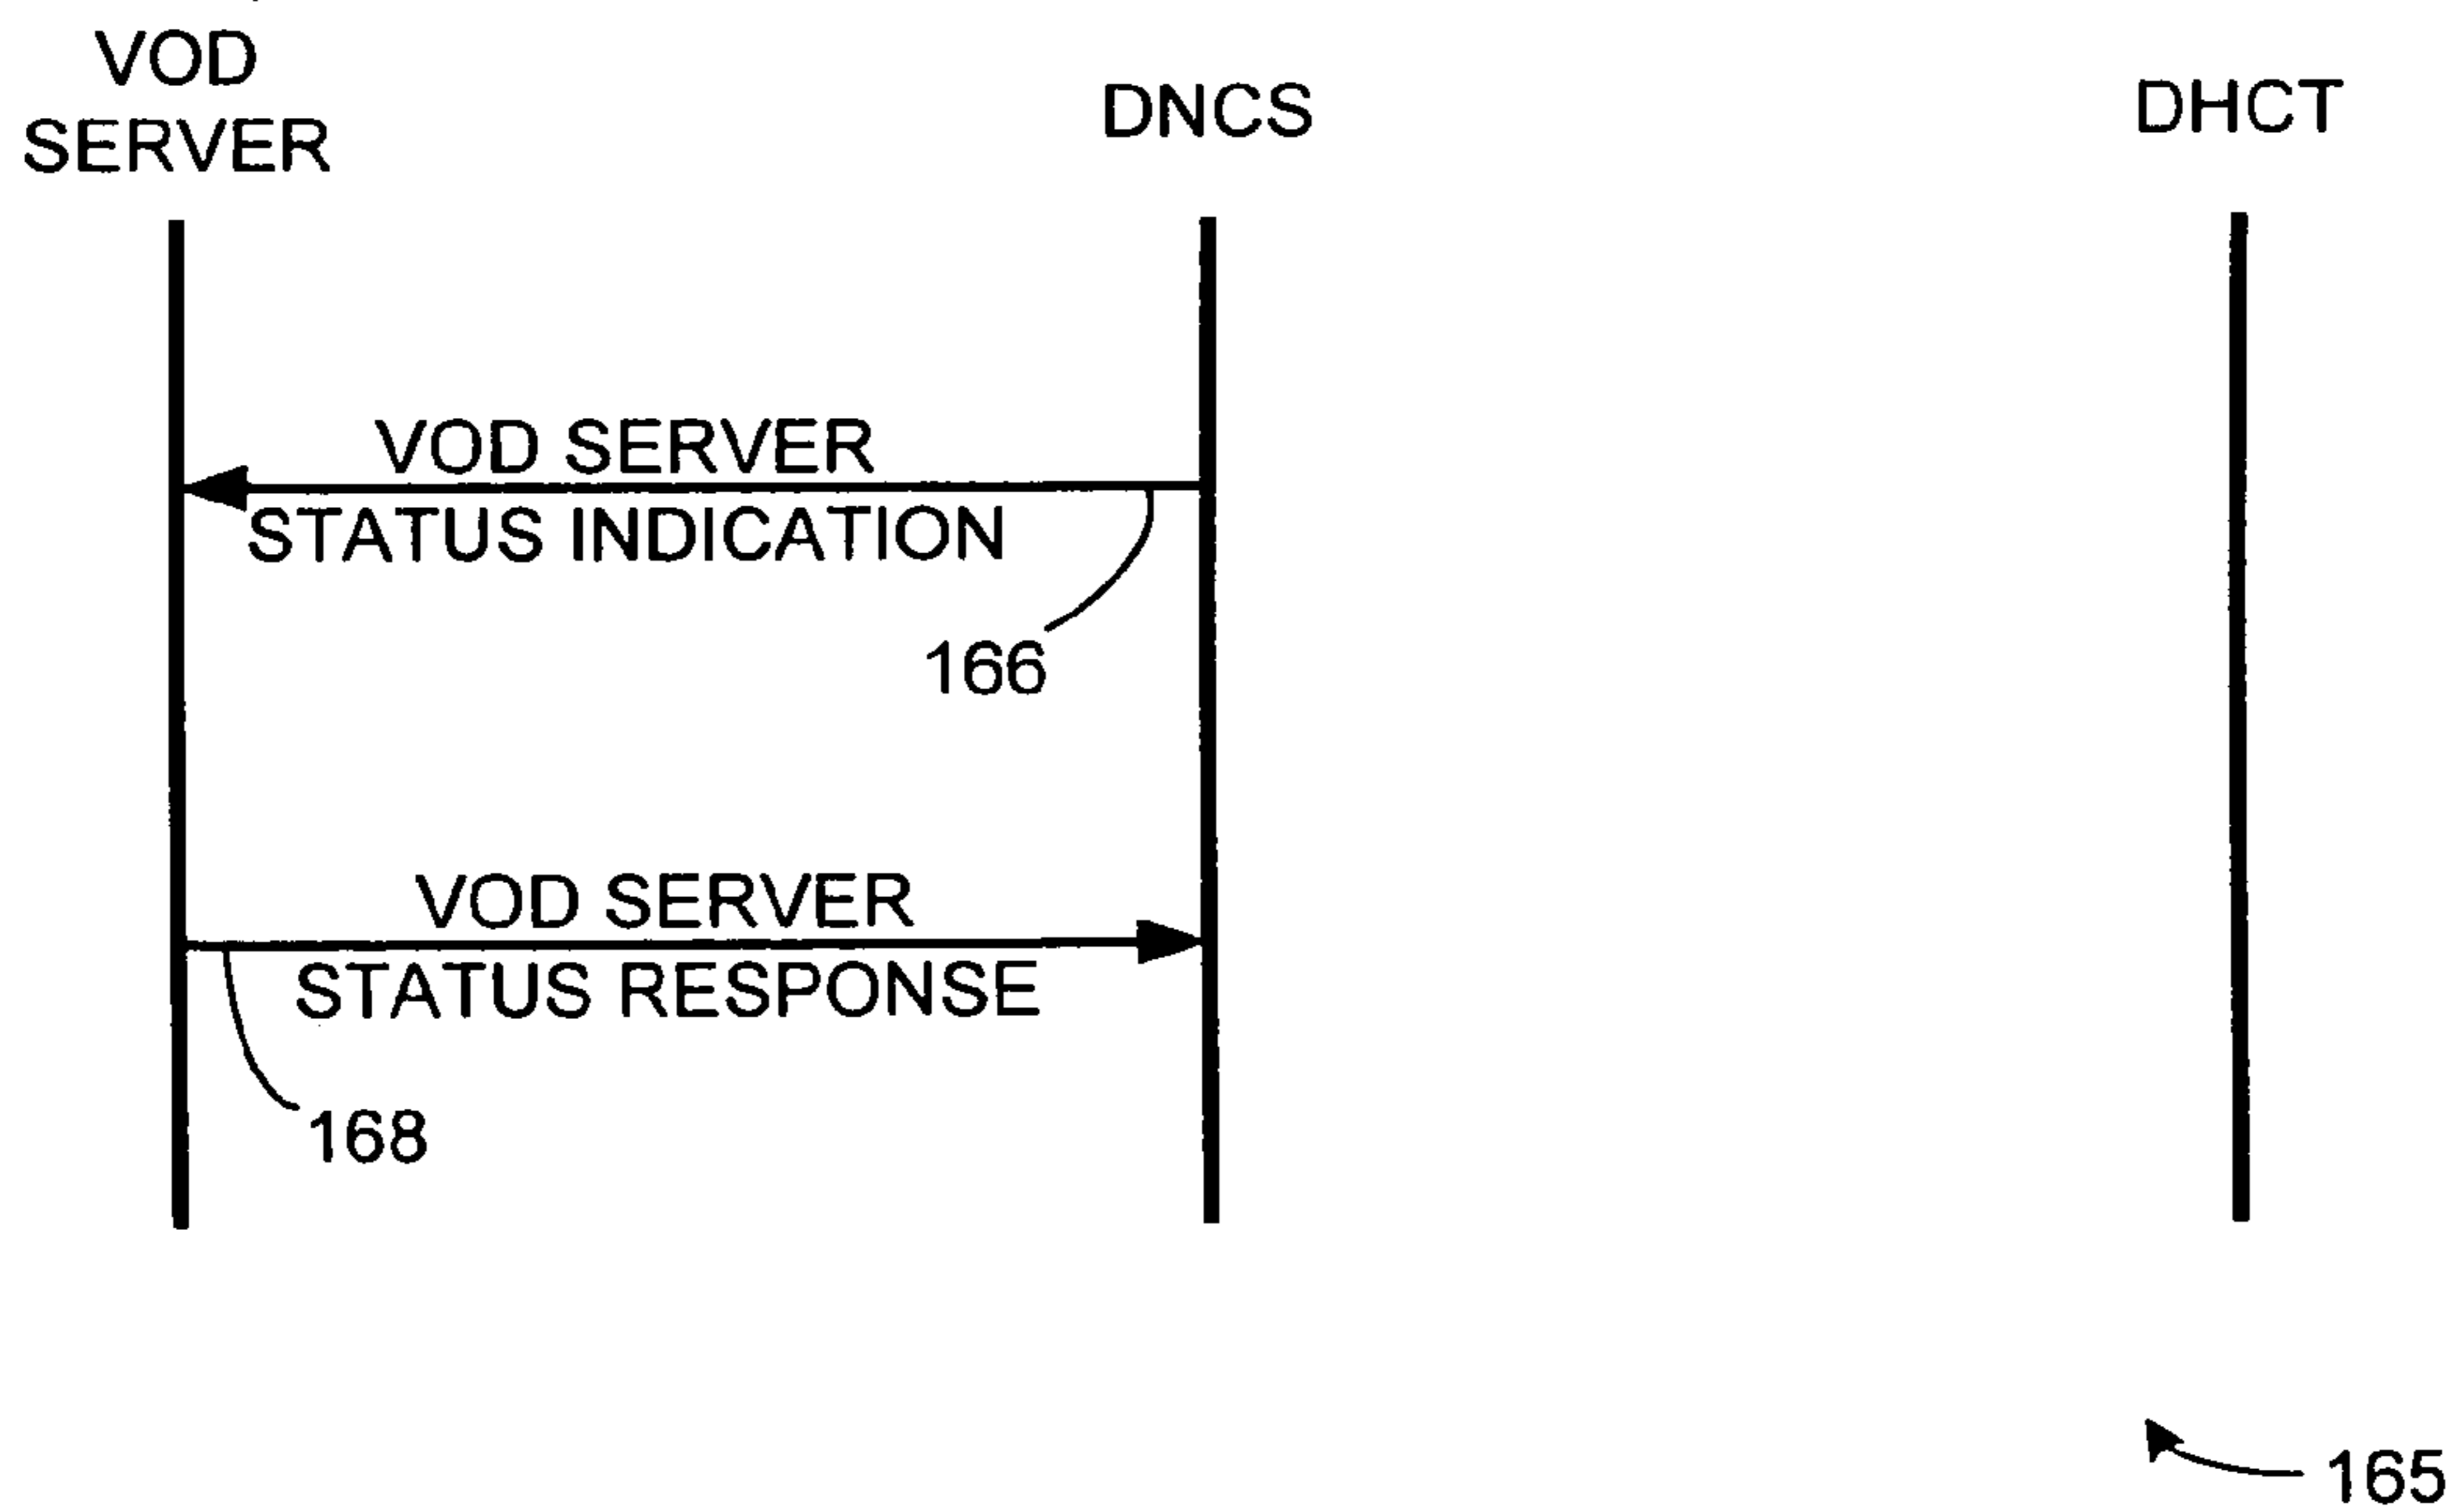 VOD
SERVER
DNCS
DHCT
VOD SERVER
STATUS INDICATION
166
VOD SERVER
STATUS RESPONSE
168
165